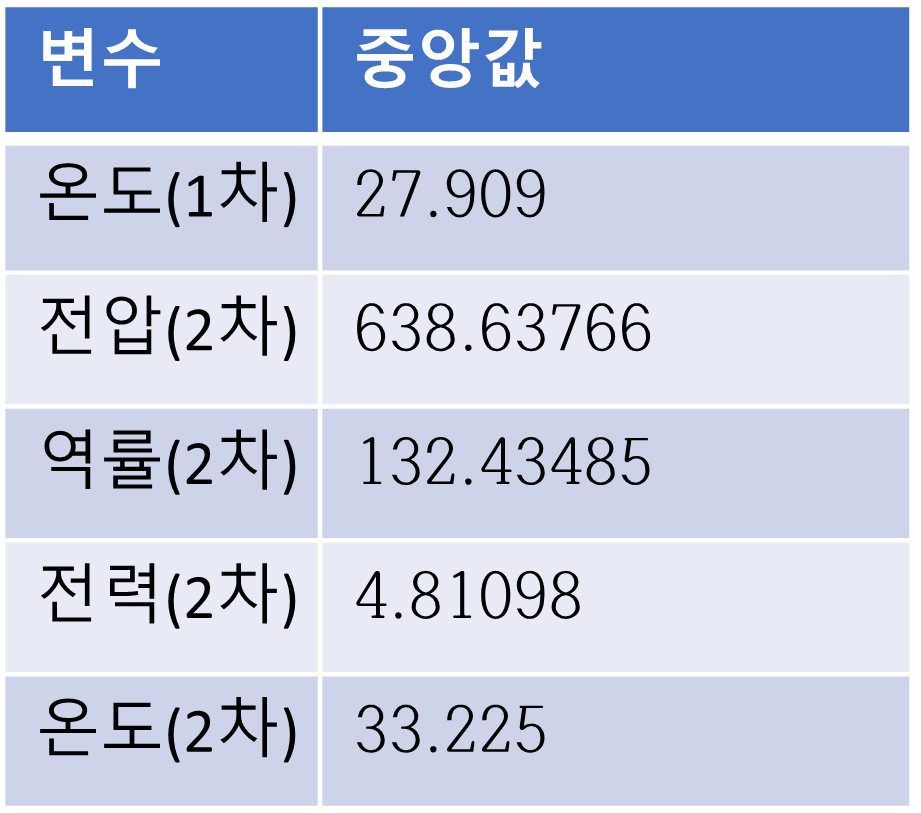 변수 중앙값
온도(1차) 27.909
전압(2차) 638.63766
역률(2차) 132.43485
전력(2차) 4.81098
온도(2차) 33.225